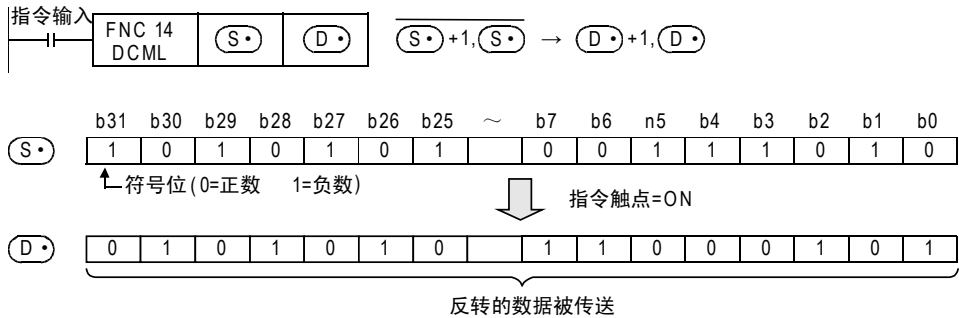 指令输入
FNC 14
DCML
S• D• S•+1, S• → D•+1, D•
b31 b30 b29 b28 b27 b26 b25 ～ b7 b6 n5 b4 b3 b2 b1 b0
S• 1 0 1 0 1 0 1 0 0 1 1 1 0 1 0
符号位(0=正数 1=负数)
指令触点=ON
D• 0 1 0 1 0 1 0 1 1 0 0 0 1 0 1
反转的数据被传送